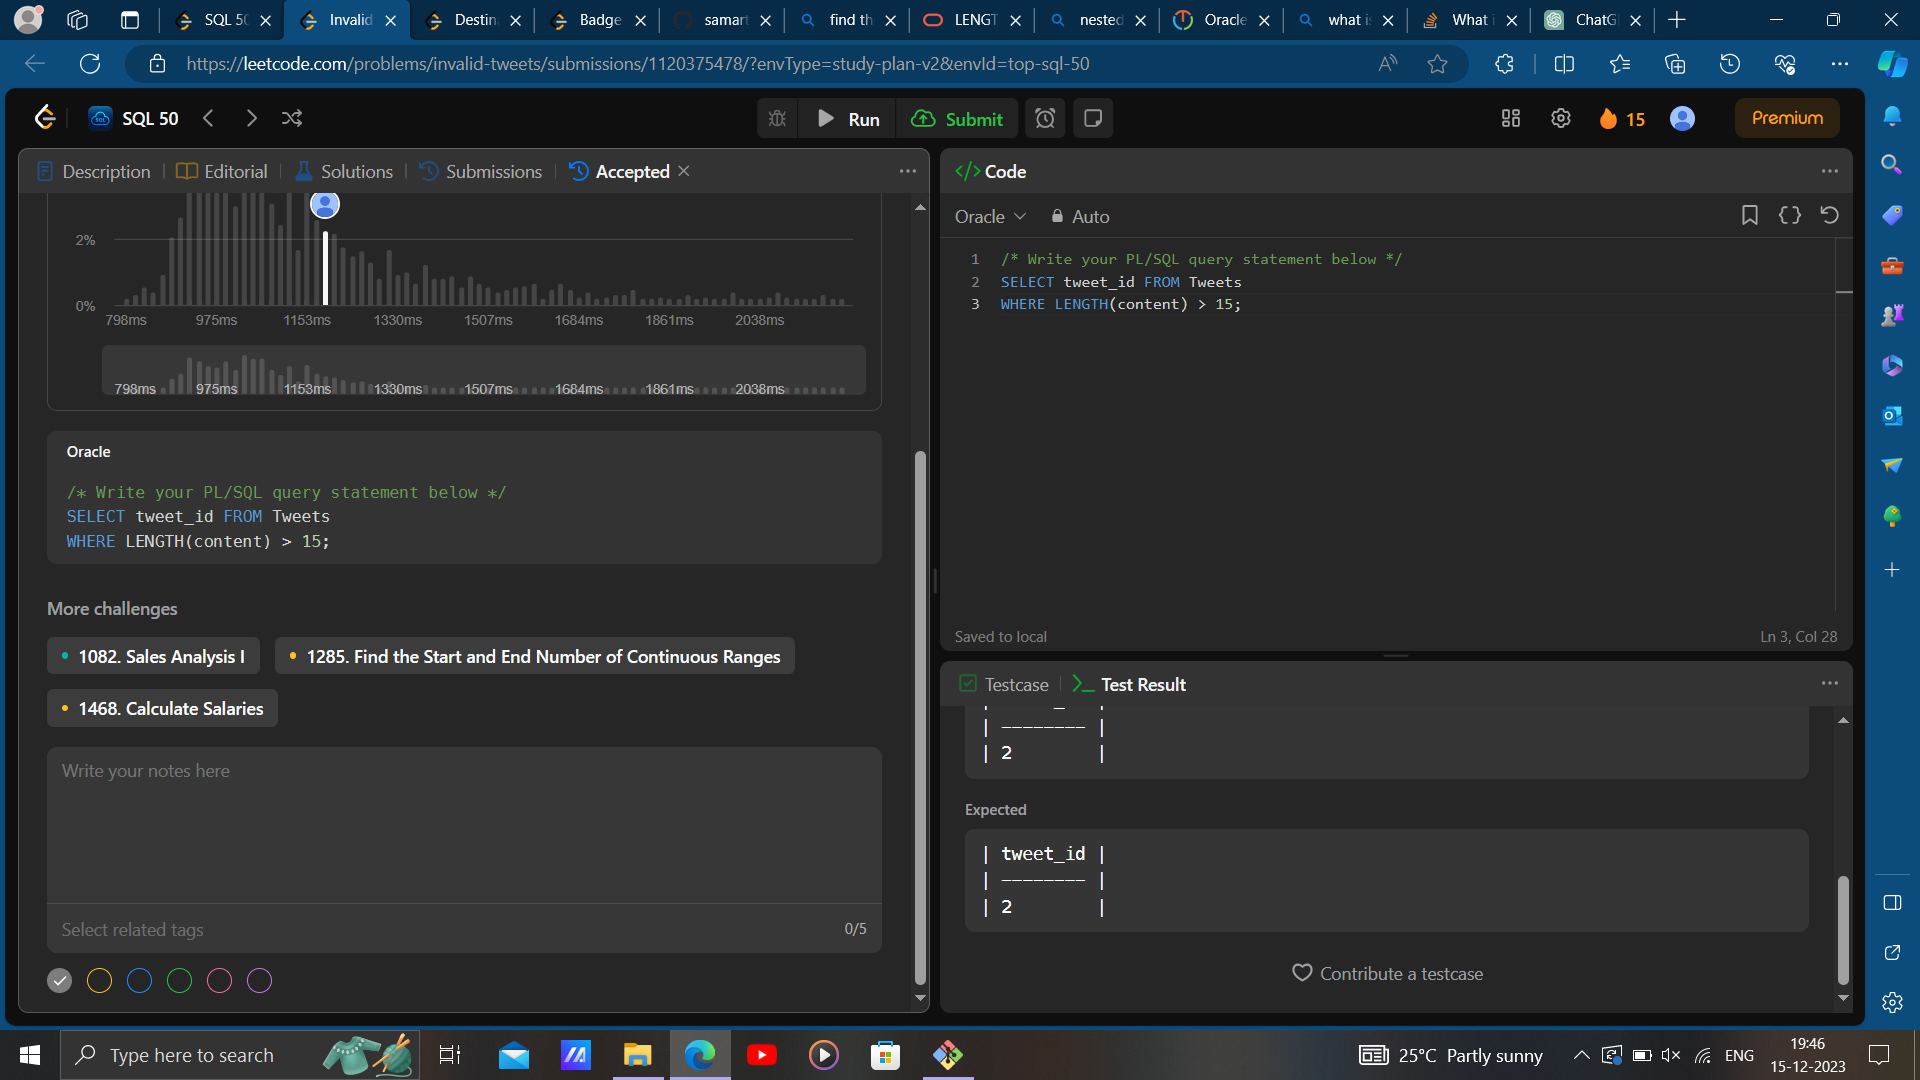 SQL 50
Invalid
Destin
Badge
samart
find th
LENGT
nested
Oracle
what is
What i
ChatG
https://leetcode.com/problems/invalid-tweets/submissions/1120375478/?envType=study-plan-v2&envId=top-sql-50
SQL 50
Run
Submit
15
Premium
Description
Editorial
Solutions
Submissions
Accepted
2%
0%
798ms 975ms 1153ms 1330ms 1507ms 1684ms 1861ms 2038ms
798ms 975ms 1153ms 1330ms 1507ms 1684ms 1861ms 2038ms
Oracle
/* Write your PL/SQL query statement below */
SELECT tweet_id FROM Tweets
WHERE LENGTH(content) > 15;
More challenges
1082. Sales Analysis I
1285. Find the Start and End Number of Continuous Ranges
1468. Calculate Salaries
Write your notes here
Select related tags
0/5
</> Code
Oracle
Auto
1 /* Write your PL/SQL query statement below */
2 SELECT tweet_id FROM Tweets
3 WHERE LENGTH(content) > 15;
Saved to local
Ln 3, Col 28
Testcase
Test Result
| -------- |
| 2 |
Expected
| tweet_id |
| -------- |
| 2 |
Contribute a testcase
Type here to search
25°C Partly sunny
ENG
19:46
15-12-2023